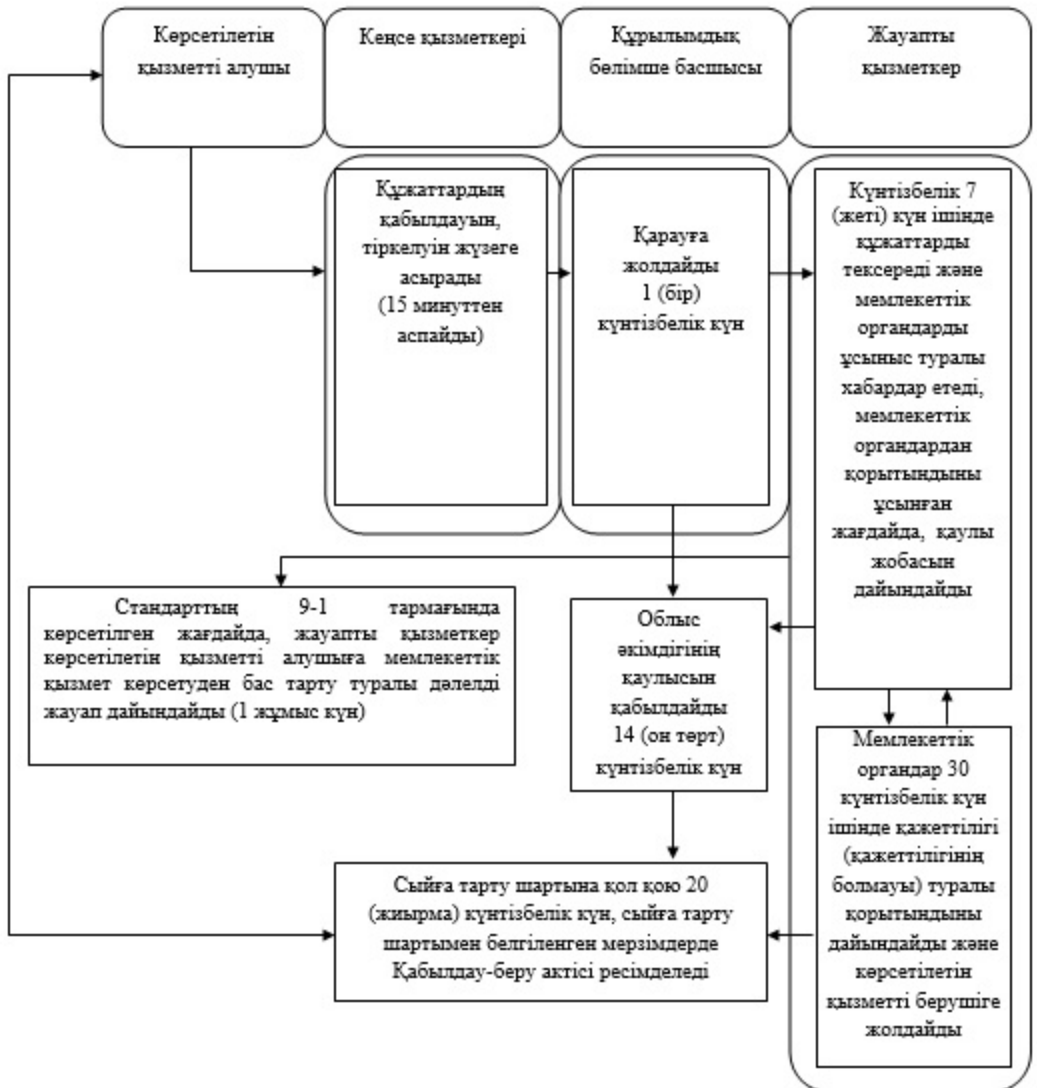 Көрсетілетін
қызметті алушы
Кеңсе қызметкері
Құрылымдық
бөлімше басшысы
Жауапты
қызметкер
Құжаттардың
қабылдауын,
тіркелуін жүзеге
асырады
(15 минуттен
аспайды)
Қарауға
жолдайды
1 (бір)
күнтізбелік күн
Күнтізбелік 7
(жеті) күн ішінде
құжаттарды
тексереді және
мемлекеттік
органдарды
ұсыныс туралы
хабардар етеді,
мемлекеттік
органдардан
қорытындыны
ұсынған
жағдайда, қаулы
жобасын
дайындайды
Стандарттың 9-1 тармағында
көрсетілген жағдайда, жауапты қызметкер
көрсетілетін қызметті алушыға мемлекеттік
қызмет көрсетуден бас тарту туралы дәлелді
жауап дайындайды (1 жұмыс күн)
Облыс
әкімдігінің
қаулысын
қабылдайды
14 (он төрт)
күнтізбелік күн
Мемлекеттік
органдар 30
күнтізбелік күн
ішінде қажеттілігі
(қажеттілігінің
болмауы) туралы
қорытындыны
дайындайды және
көрсетілетін
қызметті берушіге
жолдайды
Сыйға тарту шартына қол қою 20
(жиырма) күнтізбелік күн, сыйға тарту
шартымен белгіленген мерзімдерде
Қабылдау-беру актісі ресімделеді